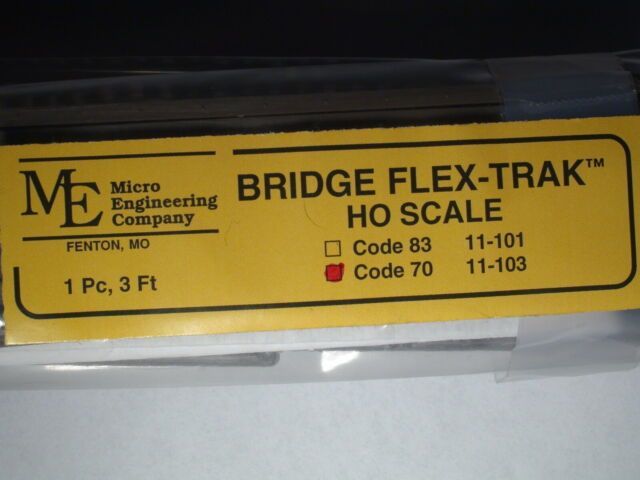 ME Micro
Engineering
Company
FENTON, MO
1 Pc, 3 Ft
BRIDGE FLEX-TRAK™
HO SCALE
Code 83 11-101
Code 70 11-103